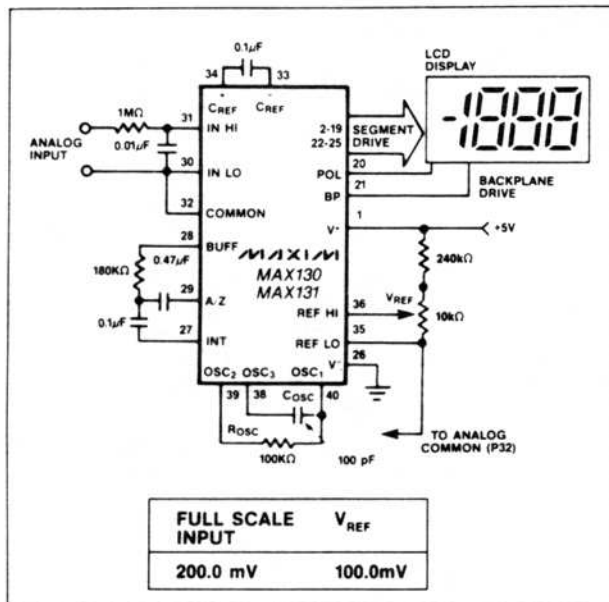 0.1µF
34
33
LCD
DISPLAY
1MΩ
31
CREF
CREF
-1888
ANALOG
INPUT
IN HI
2-19
22-25
SEGMENT
DRIVE
0.01µF
30
IN LO
20
POL
32
21
BP
BACKPLANE
DRIVE
COMMON
28
1
V+
+5V
BUFF
0.47µF
MAXIM
240kΩ
180KΩ
MAX130
MAX131
29
A/Z
36
VREF
REF HI
10kΩ
0.1µF
27
35
INT
REF LO
26
V-
OSC2
OSC3
OSC1
39
38
COSC
40
ROSC
100KΩ
100 pF
TO ANALOG
COMMON (P32)
FULL SCALE
INPUT
VREF
200.0 mV
100.0mV